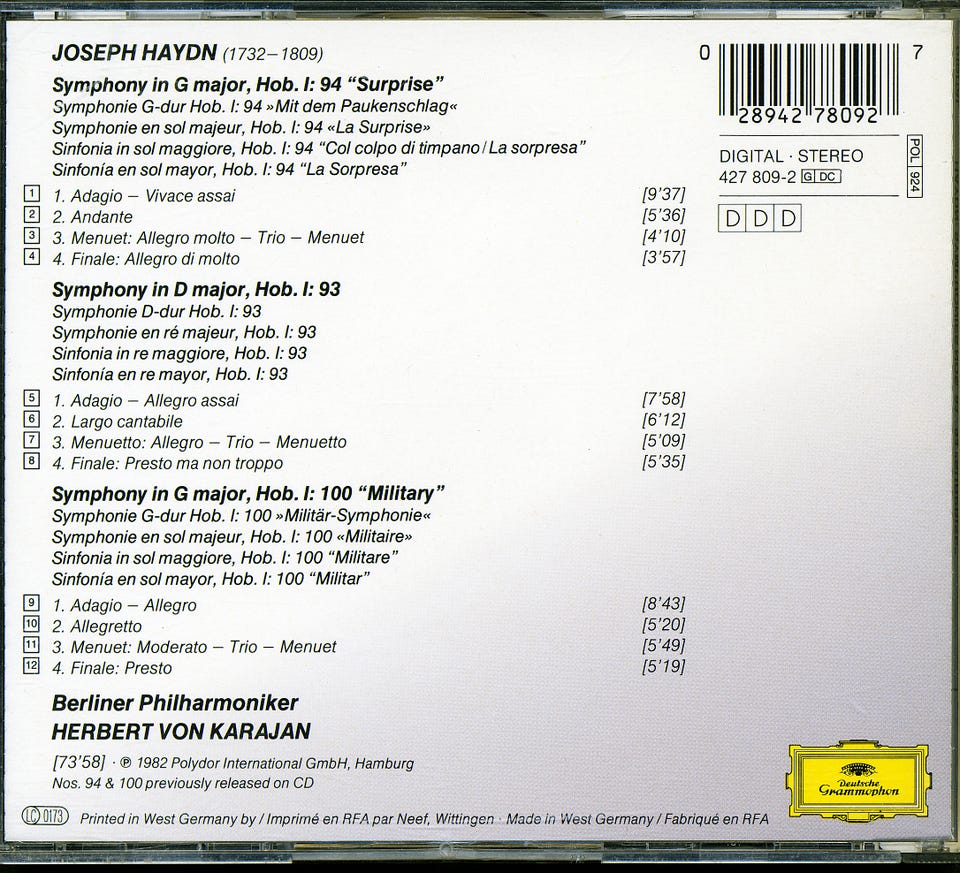 JOSEPH HAYDN (1732–1809)
Symphony in G major, Hob. I: 94 “Surprise”
Symphonie G-dur Hob. I: 94 »Mit dem Paukenschlag«
Symphonie en sol majeur, Hob. I: 94 «La Surprise»
Sinfonia in sol maggiore, Hob. I: 94 “Col colpo di timpano/La sorpresa”
Sinfonía en sol mayor, Hob. I: 94 “La Sorpresa”
1 1. Adagio – Vivace assai [9’37]
2 2. Andante [5’36]
3 3. Menuet: Allegro molto – Trio – Menuet [4’10]
4 4. Finale: Allegro di molto [3’57]
Symphony in D major, Hob. I: 93
Symphonie D-dur Hob. I: 93
Symphonie en ré majeur, Hob. I: 93
Sinfonia in re maggiore, Hob. I: 93
Sinfonía en re mayor, Hob. I: 93
5 1. Adagio – Allegro assai [7’58]
6 2. Largo cantabile [6’12]
7 3. Menuetto: Allegro – Trio – Menuetto [5’09]
8 4. Finale: Presto ma non troppo [5’35]
Symphony in G major, Hob. I: 100 “Military”
Symphonie G-dur Hob. I: 100 »Militär-Symphonie«
Symphonie en sol majeur, Hob. I: 100 «Militaire»
Sinfonia in sol maggiore, Hob. I: 100 “Militare”
Sinfonía en sol mayor, Hob. I: 100 “Militar”
9 1. Adagio – Allegro [8’43]
10 2. Allegretto [5’20]
11 3. Menuet: Moderato – Trio – Menuet [5’49]
12 4. Finale: Presto [5’19]
Berliner Philharmoniker
HERBERT VON KARAJAN
[73’58] · ℗ 1982 Polydor International GmbH, Hamburg
Nos. 94 & 100 previously released on CD
LC 0173 Printed in West Germany by / Imprimé en RFA par Neef, Wittingen · Made in West Germany / Fabriqué en RFA
0 28942 78092 7
DIGITAL · STEREO
427 809-2 G DC
POL 924
D D D
Deutsche
Grammophon